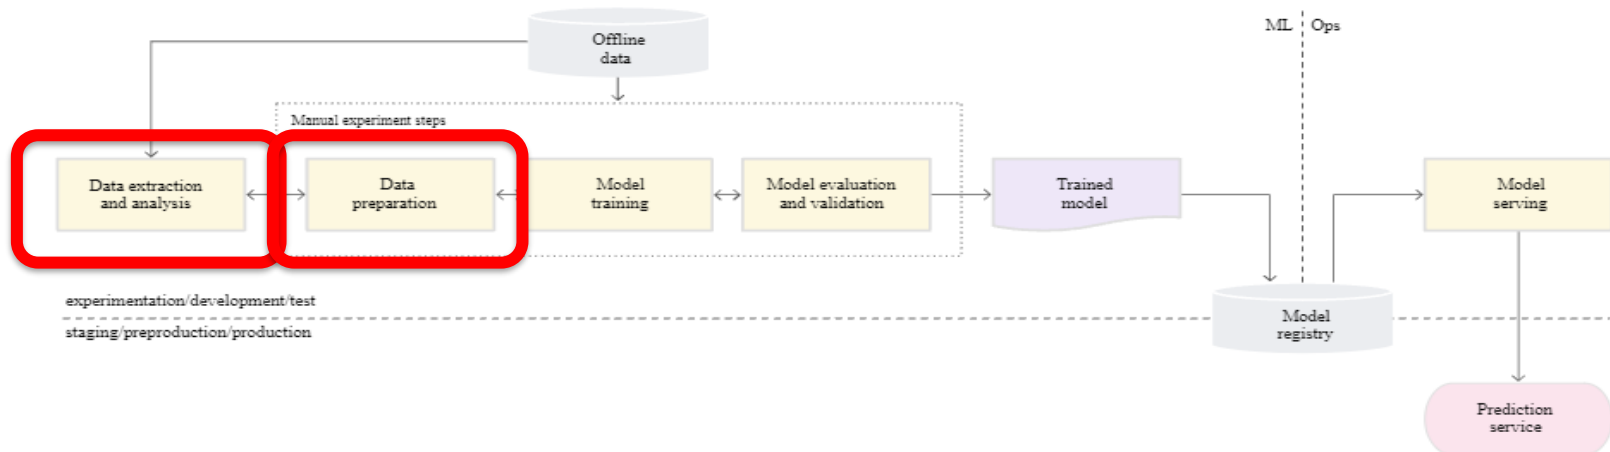 Offline
data
ML
Ops
Manual experiment steps
Data extraction
and analysis
Data
preparation
Model
training
Model evaluation
and validation
Trained
model
Model
serving
experimentation/development/test
staging/preproduction/production
Model
registry
Prediction
service